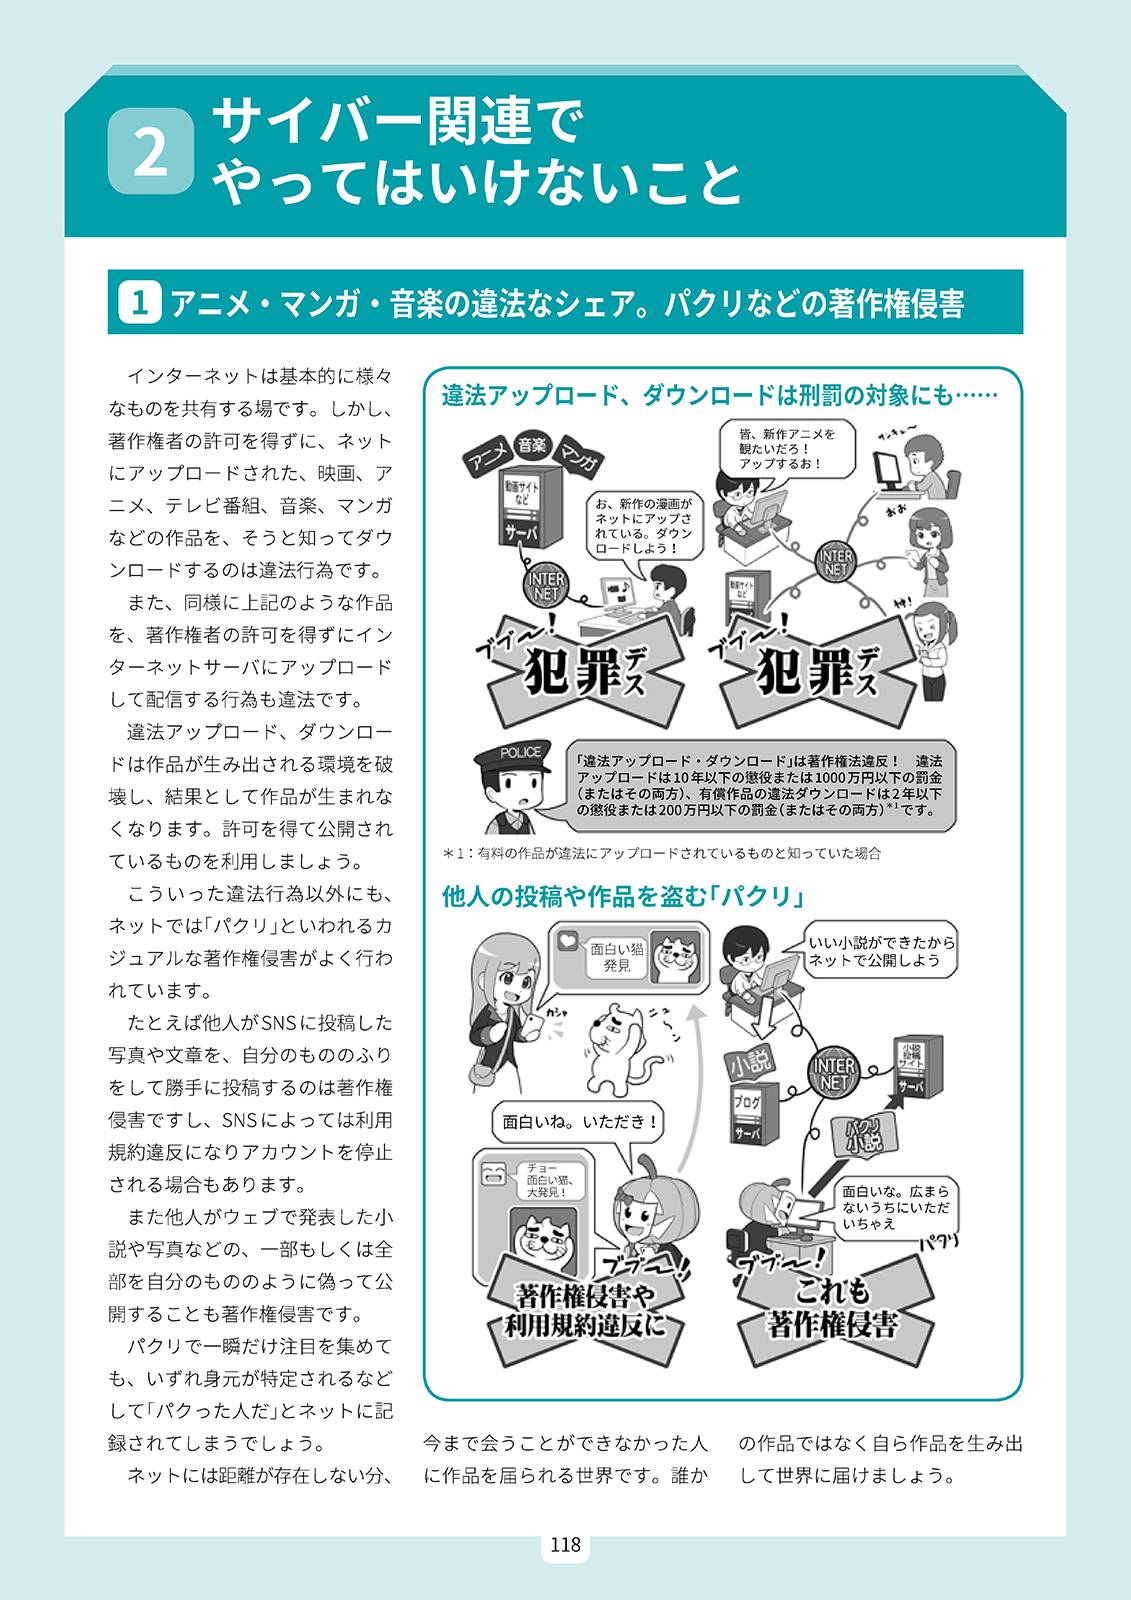 2
サイバー関連で
やってはいけないこと
1 アニメ・マンガ・音楽の違法なシェア。パクリなどの著作権侵害
インターネットは基本的に様々
なものを共有する場です。しかし、
著作権者の許可を得ずに、ネット
にアップロードされた、映画、ア
ニメ、テレビ番組、音楽、マンガ
などの作品を、そうと知ってダウ
ンロードするのは違法行為です。
また、同様に上記のような作品
を、著作権者の許可を得ずにイン
ターネットサーバにアップロード
して配信する行為も違法です。
違法アップロード、ダウンロー
ドは作品が生み出される環境を破
壊し、結果として作品が生まれな
くなります。許可を得て公開され
ているものを利用しましょう。
こういった違法行為以外にも、
ネットでは「パクリ」といわれるカ
ジュアルな著作権侵害がよく行わ
れています。
たとえば他人がSNSに投稿した
写真や文章を、自分のもののふり
をして勝手に投稿するのは著作権
侵害ですし、SNSによっては利用
規約違反になりアカウントを停止
される場合もあります。
また他人がウェブで発表した小
説や写真などの、一部もしくは全
部を自分のもののように偽って公
開することも著作権侵害です。
パクリで一瞬だけ注目を集めて
も、いずれ身元が特定されるなど
して「パクった人だ」とネットに記
録されてしまうでしょう。
ネットには距離が存在しない分、
違法アップロード、ダウンロードは刑罰の対象にも……
アニメ
音楽
マンガ
動画サイト
など
サーバ
お、新作の漫画が
ネットにアップさ
れている。ダウン
ロードしよう！
INTER
NET
ブブ〜！
犯罪デス
皆、新作アニメを
観たいだろ！
アップするお！
サンキュー〜
おお
神！
INTER
NET
動画サイト
など
ブブ〜！
犯罪デス
POLICE
「違法アップロード・ダウンロード」は著作権法違反！　違法
アップロードは10年以下の懲役または1000万円以下の罰金
（またはその両方）、有償作品の違法ダウンロードは2年以下
の懲役または200万円以下の罰金（またはその両方）＊1です。
＊1：有料の作品が違法にアップロードされているものと知っていた場合
他人の投稿や作品を盗む「パクリ」
面白い猫
発見
カシャ
ニュ〜ン
面白いね。いただき！
チョー
面白い猫、
大発見！
ブブ〜！！
著作権侵害や
利用規約違反に
いい小説ができたから
ネットで公開しよう
小説
ブログ
サーバ
INTER
NET
小説
投稿
サイト
サーバ
パクリ
小説
面白いな。広まら
ないうちにいただ
いちゃえ
パクリ
ブブ〜！
これも
著作権侵害
今まで会うことができなかった人
に作品を届られる世界です。誰か
の作品ではなく自ら作品を生み出
して世界に届けましょう。
118